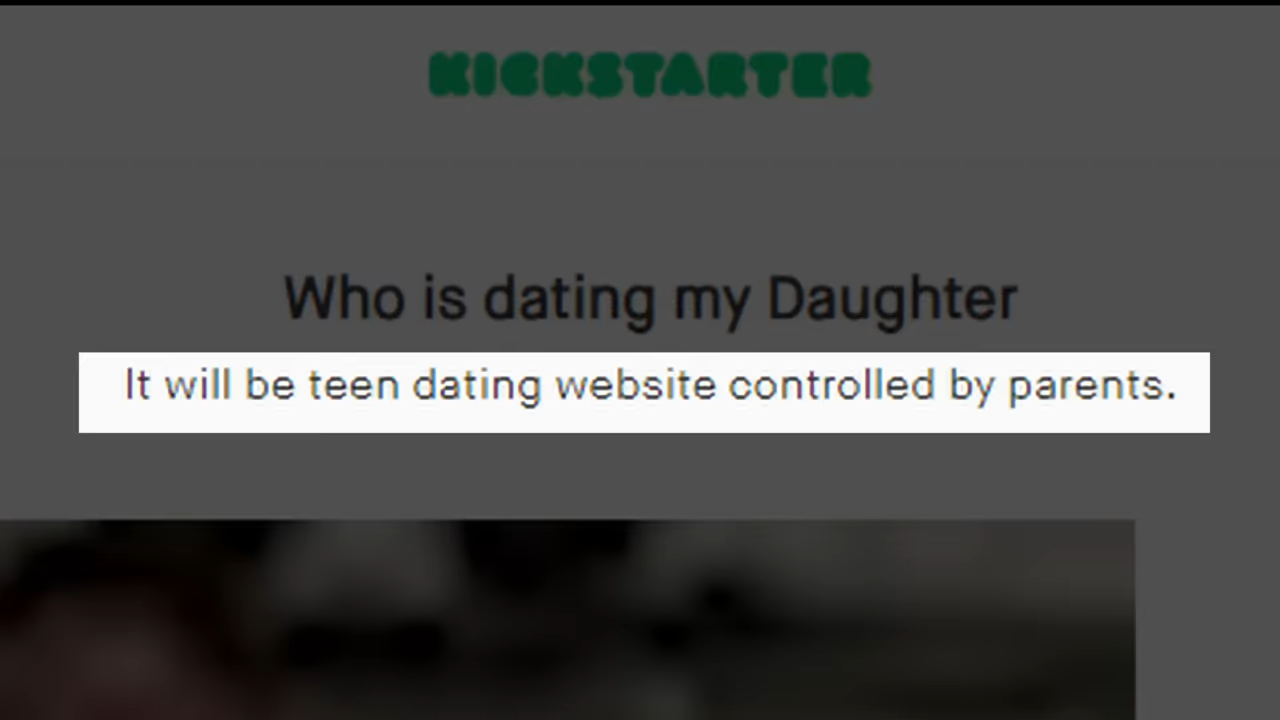 KICKSTARTER
Who is dating my Daughter
It will be teen dating website controlled by parents.